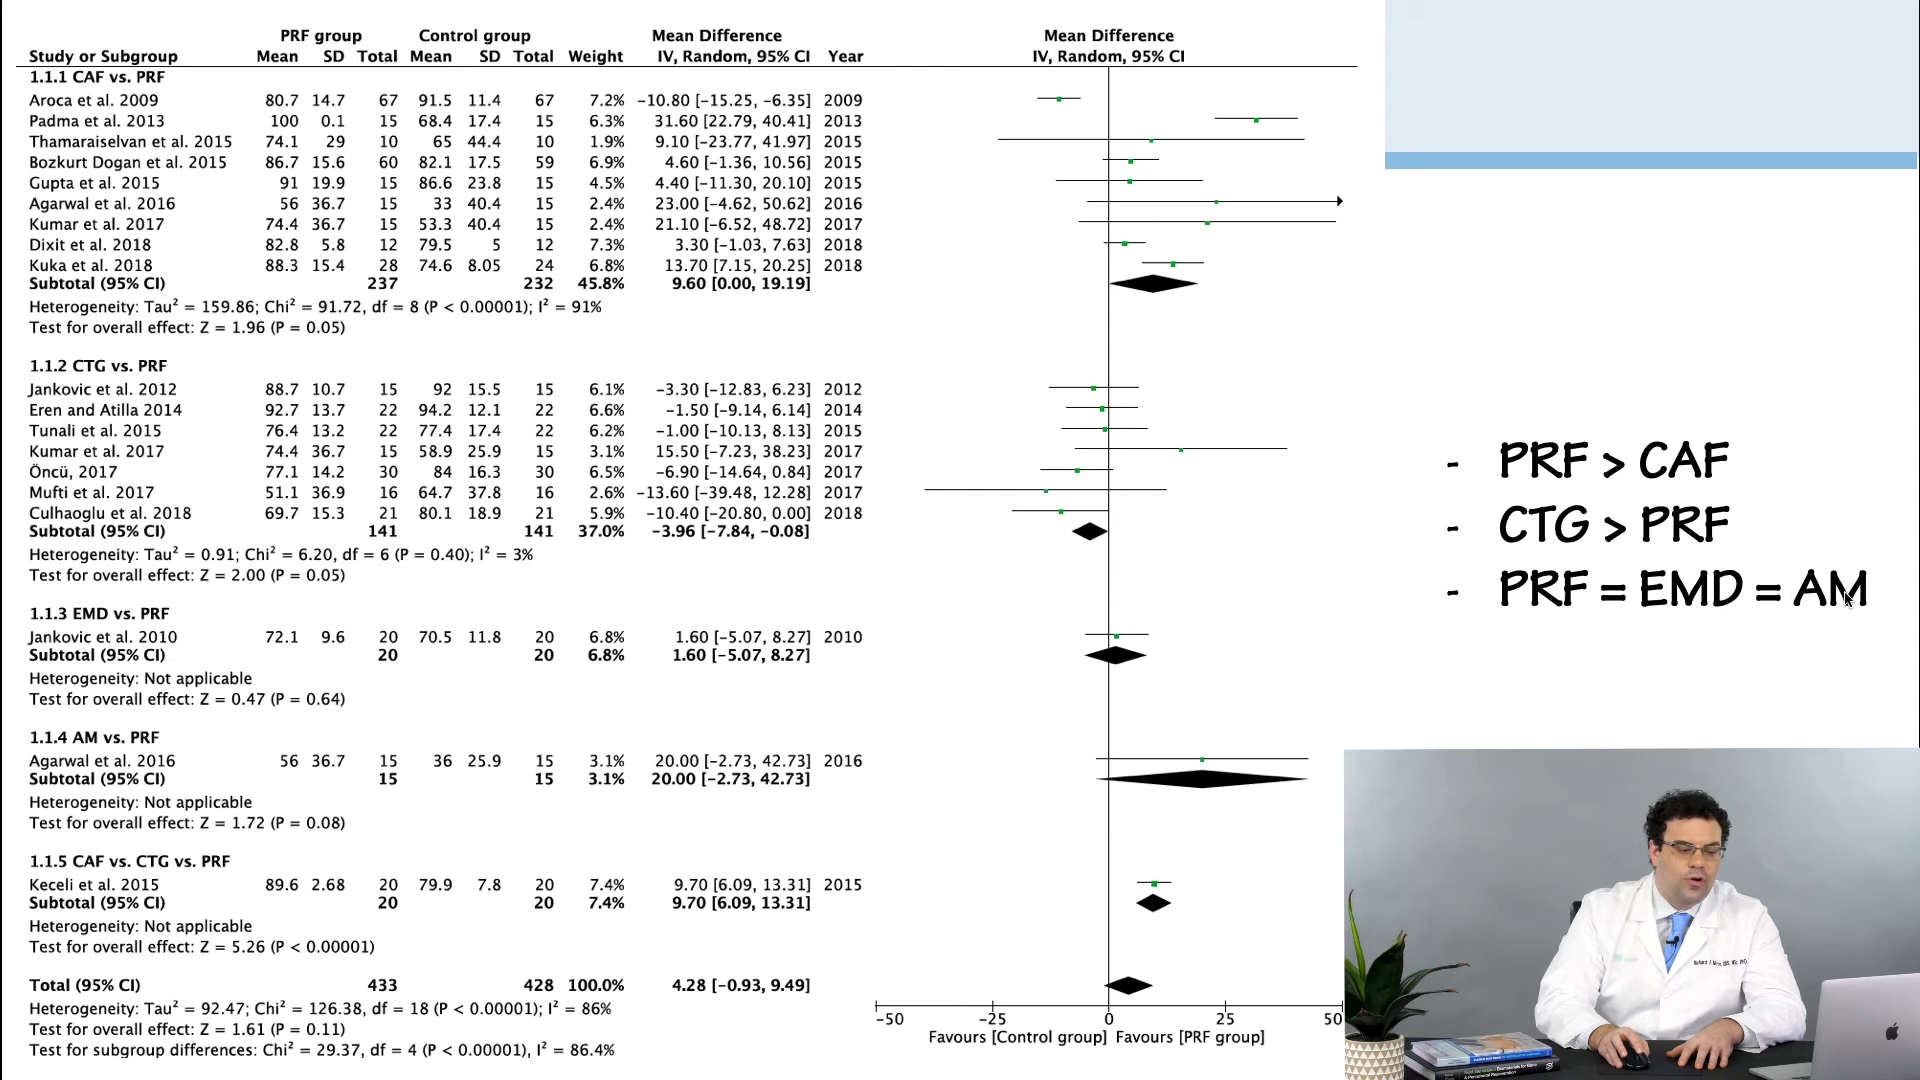 PRF group Control group Mean Difference Mean Difference
Study or Subgroup Mean SD Total Mean SD Total Weight IV, Random, 95% CI Year IV, Random, 95% CI
1.1.1 CAF vs. PRF
Aroca et al. 2009 80.7 14.7 67 91.5 11.4 67 7.2% −10.80 [−15.25, −6.35] 2009
Padma et al. 2013 100 0.1 15 68.4 17.4 15 6.3% 31.60 [22.79, 40.41] 2013
Thamaraiselvan et al. 2015 74.1 29 10 65 44.4 10 1.9% 9.10 [−23.77, 41.97] 2015
Bozkurt Dogan et al. 2015 86.7 15.6 60 82.1 17.5 59 6.9% 4.60 [−1.36, 10.56] 2015
Gupta et al. 2015 91 19.9 15 86.6 23.8 15 4.5% 4.40 [−11.30, 20.10] 2015
Agarwal et al. 2016 56 36.7 15 33 40.4 15 2.4% 23.00 [−4.62, 50.62] 2016
Kumar et al. 2017 74.4 36.7 15 53.3 40.4 15 2.4% 21.10 [−6.52, 48.72] 2017
Dixit et al. 2018 82.8 5.8 12 79.5 5 12 7.3% 3.30 [−1.03, 7.63] 2018
Kuka et al. 2018 88.3 15.4 28 74.6 8.05 24 6.8% 13.70 [7.15, 20.25] 2018
Subtotal (95% CI) 237 232 45.8% 9.60 [0.00, 19.19]
Heterogeneity: Tau² = 159.86; Chi² = 91.72, df = 8 (P < 0.00001); I² = 91%
Test for overall effect: Z = 1.96 (P = 0.05)
1.1.2 CTG vs. PRF
Jankovic et al. 2012 88.7 10.7 15 92 15.5 15 6.1% −3.30 [−12.83, 6.23] 2012
Eren and Atilla 2014 92.7 13.7 22 94.2 12.1 22 6.6% −1.50 [−9.14, 6.14] 2014
Tunali et al. 2015 76.4 13.2 22 77.4 17.4 22 6.2% −1.00 [−10.13, 8.13] 2015
Kumar et al. 2017 74.4 36.7 15 58.9 25.9 15 3.1% 15.50 [−7.23, 38.23] 2017
Öncü, 2017 77.1 14.2 30 84 16.3 30 6.5% −6.90 [−14.64, 0.84] 2017
Mufti et al. 2017 51.1 36.9 16 64.7 37.8 16 2.6% −13.60 [−39.48, 12.28] 2017
Culhaoglu et al. 2018 69.7 15.3 21 80.1 18.9 21 5.9% −10.40 [−20.80, 0.00] 2018
Subtotal (95% CI) 141 141 37.0% −3.96 [−7.84, −0.08]
Heterogeneity: Tau² = 0.91; Chi² = 6.20, df = 6 (P = 0.40); I² = 3%
Test for overall effect: Z = 2.00 (P = 0.05)
1.1.3 EMD vs. PRF
Jankovic et al. 2010 72.1 9.6 20 70.5 11.8 20 6.8% 1.60 [−5.07, 8.27] 2010
Subtotal (95% CI) 20 20 6.8% 1.60 [−5.07, 8.27]
Heterogeneity: Not applicable
Test for overall effect: Z = 0.47 (P = 0.64)
1.1.4 AM vs. PRF
Agarwal et al. 2016 56 36.7 15 36 25.9 15 3.1% 20.00 [−2.73, 42.73] 2016
Subtotal (95% CI) 15 15 3.1% 20.00 [−2.73, 42.73]
Heterogeneity: Not applicable
Test for overall effect: Z = 1.72 (P = 0.08)
1.1.5 CAF vs. CTG vs. PRF
Keceli et al. 2015 89.6 2.68 20 79.9 7.8 20 7.4% 9.70 [6.09, 13.31] 2015
Subtotal (95% CI) 20 20 7.4% 9.70 [6.09, 13.31]
Heterogeneity: Not applicable
Test for overall effect: Z = 5.26 (P < 0.00001)
Total (95% CI) 433 428 100.0% 4.28 [−0.93, 9.49]
Heterogeneity: Tau² = 92.47; Chi² = 126.38, df = 18 (P < 0.00001); I² = 86%
Test for overall effect: Z = 1.61 (P = 0.11)
Test for subgroup differences: Chi² = 29.37, df = 4 (P < 0.00001), I² = 86.4%
−50 −25 0 25 50
Favours [Control group] Favours [PRF group]
- PRF > CAF
- CTG > PRF
- PRF = EMD = AM